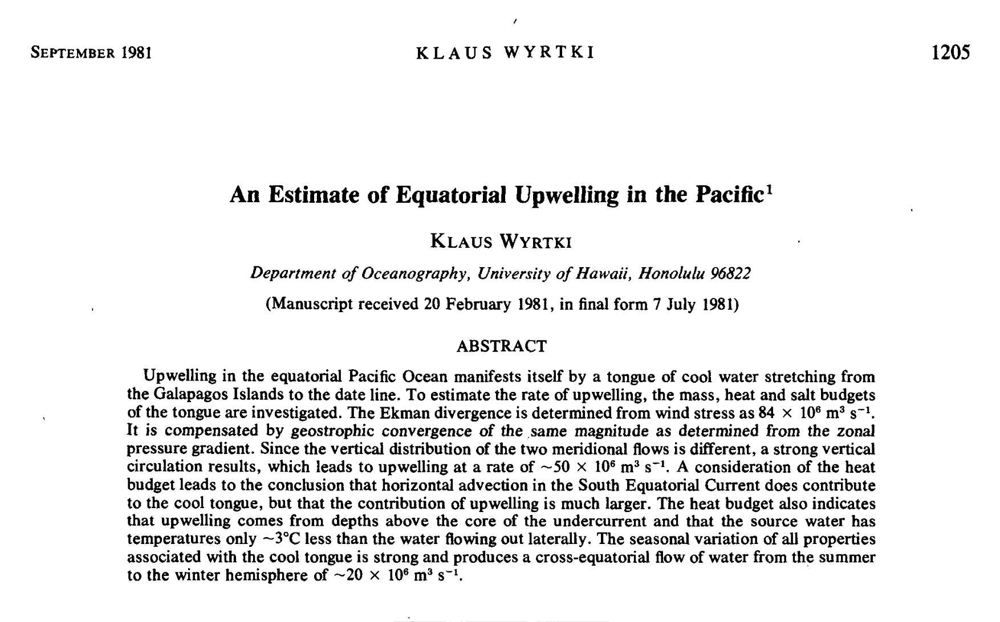 SEPTEMBER 1981 KLAUS WYRTKI 1205
An Estimate of Equatorial Upwelling in the Pacific¹
KLAUS WYRTKI
Department of Oceanography, University of Hawaii, Honolulu 96822
(Manuscript received 20 February 1981, in final form 7 July 1981)
ABSTRACT
Upwelling in the equatorial Pacific Ocean manifests itself by a tongue of cool water stretching from
the Galapagos Islands to the date line. To estimate the rate of upwelling, the mass, heat and salt budgets
of the tongue are investigated. The Ekman divergence is determined from wind stress as 84 × 10⁶ m³ s⁻¹.
It is compensated by geostrophic convergence of the same magnitude as determined from the zonal
pressure gradient. Since the vertical distribution of the two meridional flows is different, a strong vertical
circulation results, which leads to upwelling at a rate of ~50 × 10⁶ m³ s⁻¹. A consideration of the heat
budget leads to the conclusion that horizontal advection in the South Equatorial Current does contribute
to the cool tongue, but that the contribution of upwelling is much larger. The heat budget also indicates
that upwelling comes from depths above the core of the undercurrent and that the source water has
temperatures only ~3°C less than the water flowing out laterally. The seasonal variation of all properties
associated with the cool tongue is strong and produces a cross-equatorial flow of water from the summer
to the winter hemisphere of ~20 × 10⁶ m³ s⁻¹.